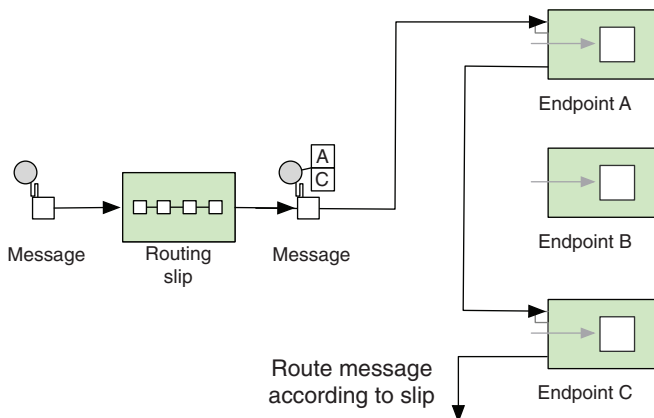 Message
Routing
slip
A
C
Message
Endpoint A
Endpoint B
Endpoint C
Route message
according to slip